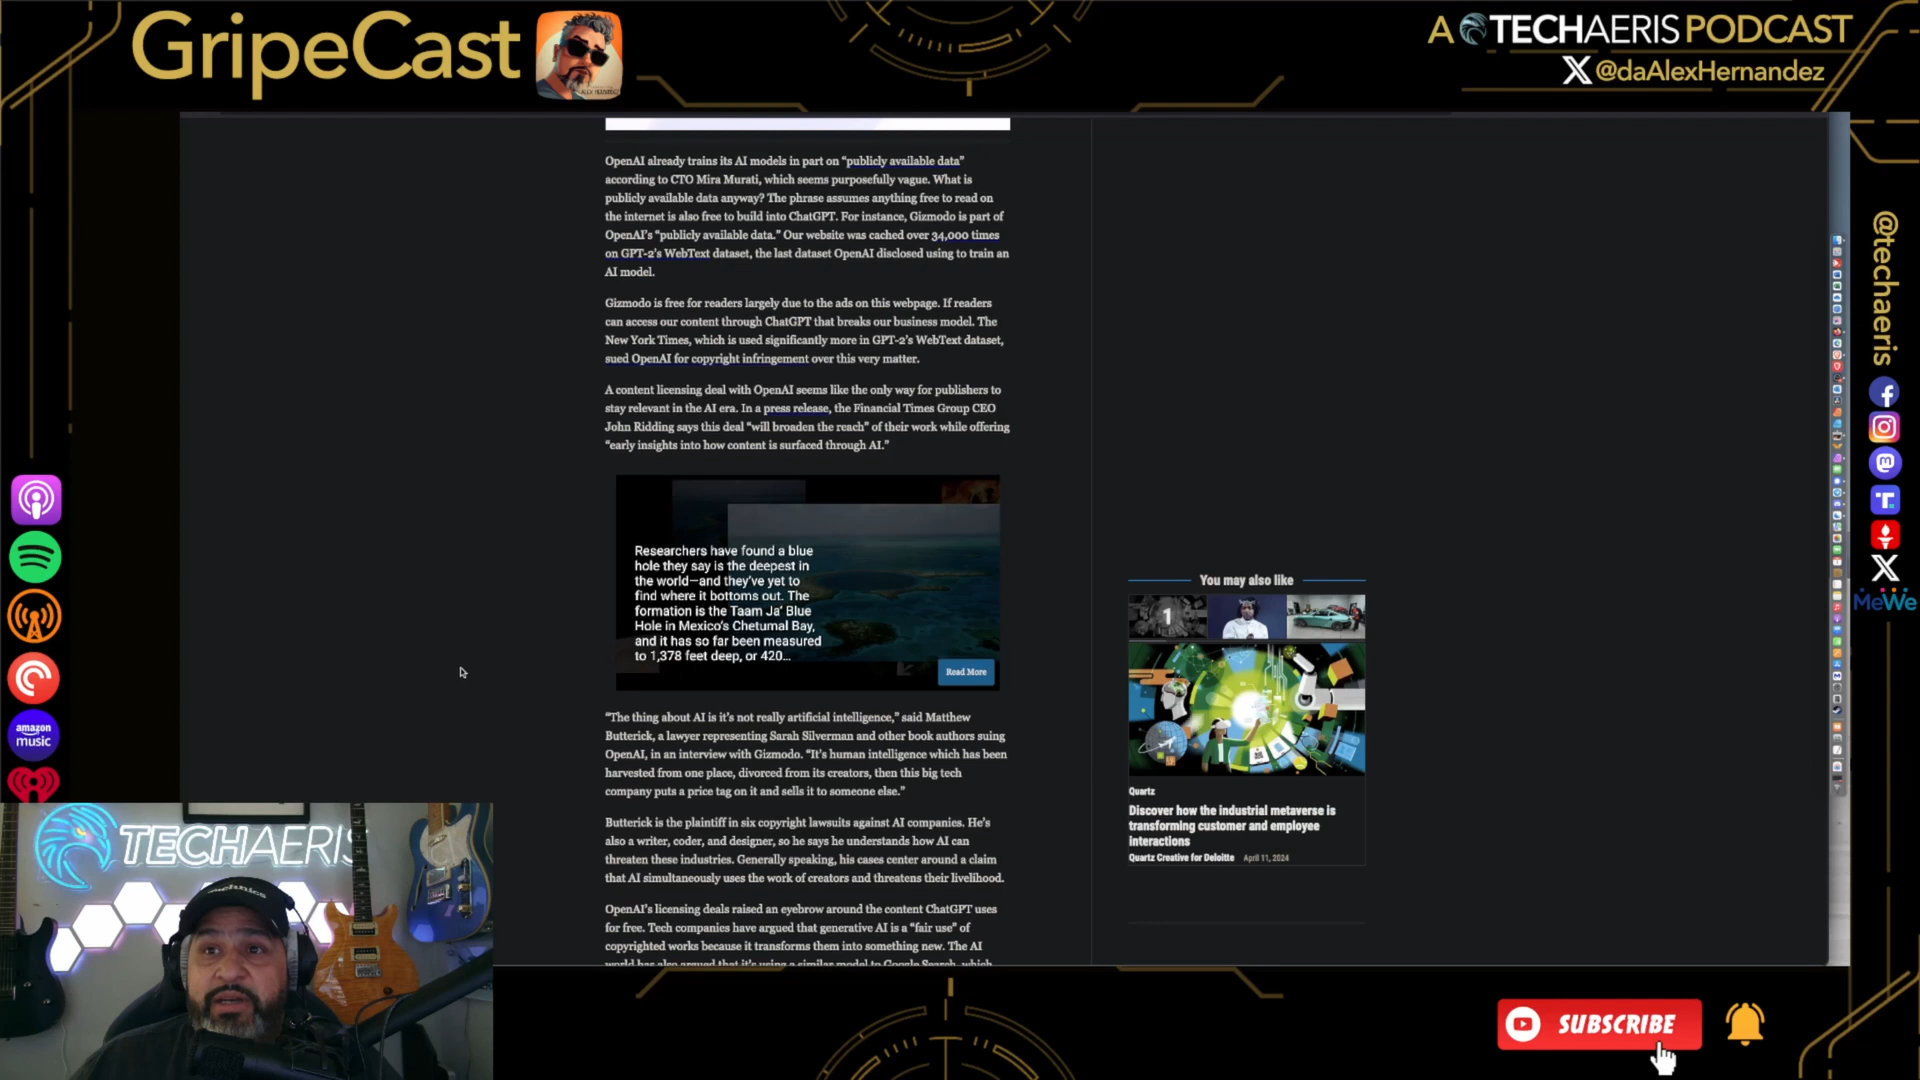 GripeCast
ALEX HERNANDEZ
A TECHAERIS PODCAST
X @daAlexHernandez
OpenAI already trains its AI models in part on “publicly available data”
according to CTO Mira Murati, which seems purposefully vague. What is
publicly available data anyway? The phrase assumes anything free to read on
the internet is also free to build into ChatGPT. For instance, Gizmodo is part of
OpenAI’s “publicly available data.” Our website was cached over 34,000 times
on GPT-2’s WebText dataset, the last dataset OpenAI disclosed using to train an
AI model.
Gizmodo is free for readers largely due to the ads on this webpage. If readers
can access our content through ChatGPT that breaks our business model. The
New York Times, which is used significantly more in GPT-2’s WebText dataset,
sued OpenAI for copyright infringement over this very matter.
A content licensing deal with OpenAI seems like the only way for publishers to
stay relevant in the AI era. In a press release, the Financial Times Group CEO
John Ridding says this deal “will broaden the reach” of their work while offering
“early insights into how content is surfaced through AI.”
Researchers have found a blue
hole they say is the deepest in
the world—and they’ve yet to
find where it bottoms out. The
formation is the Taam Ja’ Blue
Hole in Mexico’s Chetumal Bay,
and it has so far been measured
to 1,378 feet deep, or 420...
Read More
“The thing about AI is it’s not really artificial intelligence,” said Matthew
Butterick, a lawyer representing Sarah Silverman and other book authors suing
OpenAI, in an interview with Gizmodo. “It’s human intelligence which has been
harvested from one place, divorced from its creators, then this big tech
company puts a price tag on it and sells it to someone else.”
Butterick is the plaintiff in six copyright lawsuits against AI companies. He’s
also a writer, coder, and designer, so he says he understands how AI can
threaten these industries. Generally speaking, his cases center around a claim
that AI simultaneously uses the work of creators and threatens their livelihood.
OpenAI’s licensing deals raised an eyebrow around the content ChatGPT uses
for free. Tech companies have argued that generative AI is a “fair use” of
copyrighted works because it transforms them into something new. The AI
world has also argued that it’s using a similar model to Google Search, which
You may also like
1
Quartz
Discover how the industrial metaverse is
transforming customer and employee
interactions
Quartz Creative for Deloitte April 11, 2024
@techaeris
MeWe
amazon
music
TECHAERIS
Technics
SUBSCRIBE